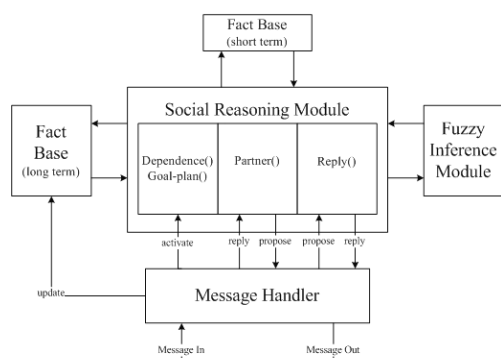 Fact Base
(short term)
Social Reasoning Module
Fact
Base
(long term)
Fuzzy
Inference
Module
Dependence()
Goal-plan()
Partner()
Reply()
activate
reply
propose
propose
reply
update
Message Handler
Message In
Message Out